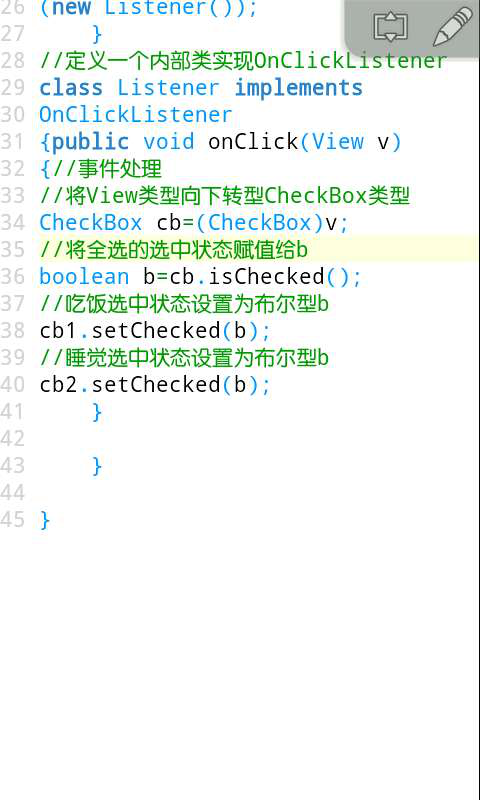 26 (new Listener());
27 }
28 //定义一个内部类实现OnClickListener
29 class Listener implements
30 OnClickListener
31 {public void onClick(View v)
32 {//事件处理
33 //将View类型向下转型CheckBox类型
34 CheckBox cb=(CheckBox)v;
35 //将全选的选中状态赋值给b
36 boolean b=cb.isChecked();
37 //吃饭选中状态设置为布尔型b
38 cb1.setChecked(b);
39 //睡觉选中状态设置为布尔型b
40 cb2.setChecked(b);
41 }
42
43 }
44
45 }